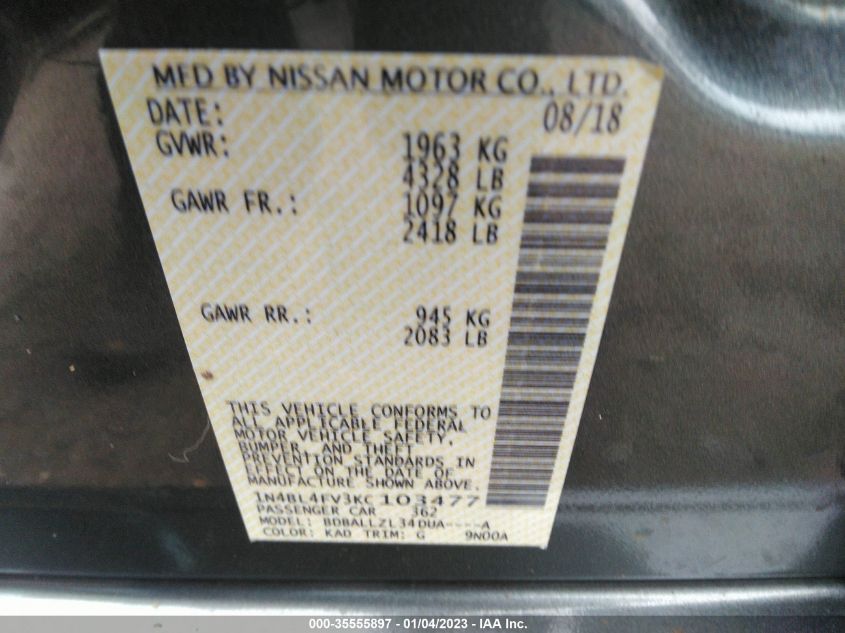 MFD BY NISSAN MOTOR CO., LTD.
DATE: 08/18
GVWR: 1963 KG
4328 LB
GAWR FR.: 1097 KG
2418 LB
GAWR RR.: 945 KG
2083 LB
THIS VEHICLE CONFORMS TO
ALL APPLICABLE FEDERAL
MOTOR VEHICLE SAFETY,
BUMPER, AND THEFT
PREVENTION STANDARDS IN
EFFECT ON THE DATE OF
MANUFACTURE SHOWN ABOVE.
1N4BL4FV3KC103477
PASSENGER CAR 362
MODEL: BDBALLZL34DUA----A
COLOR: KAD TRIM: G 9N00A
000-35555897 - 01/04/2023 - IAA Inc.